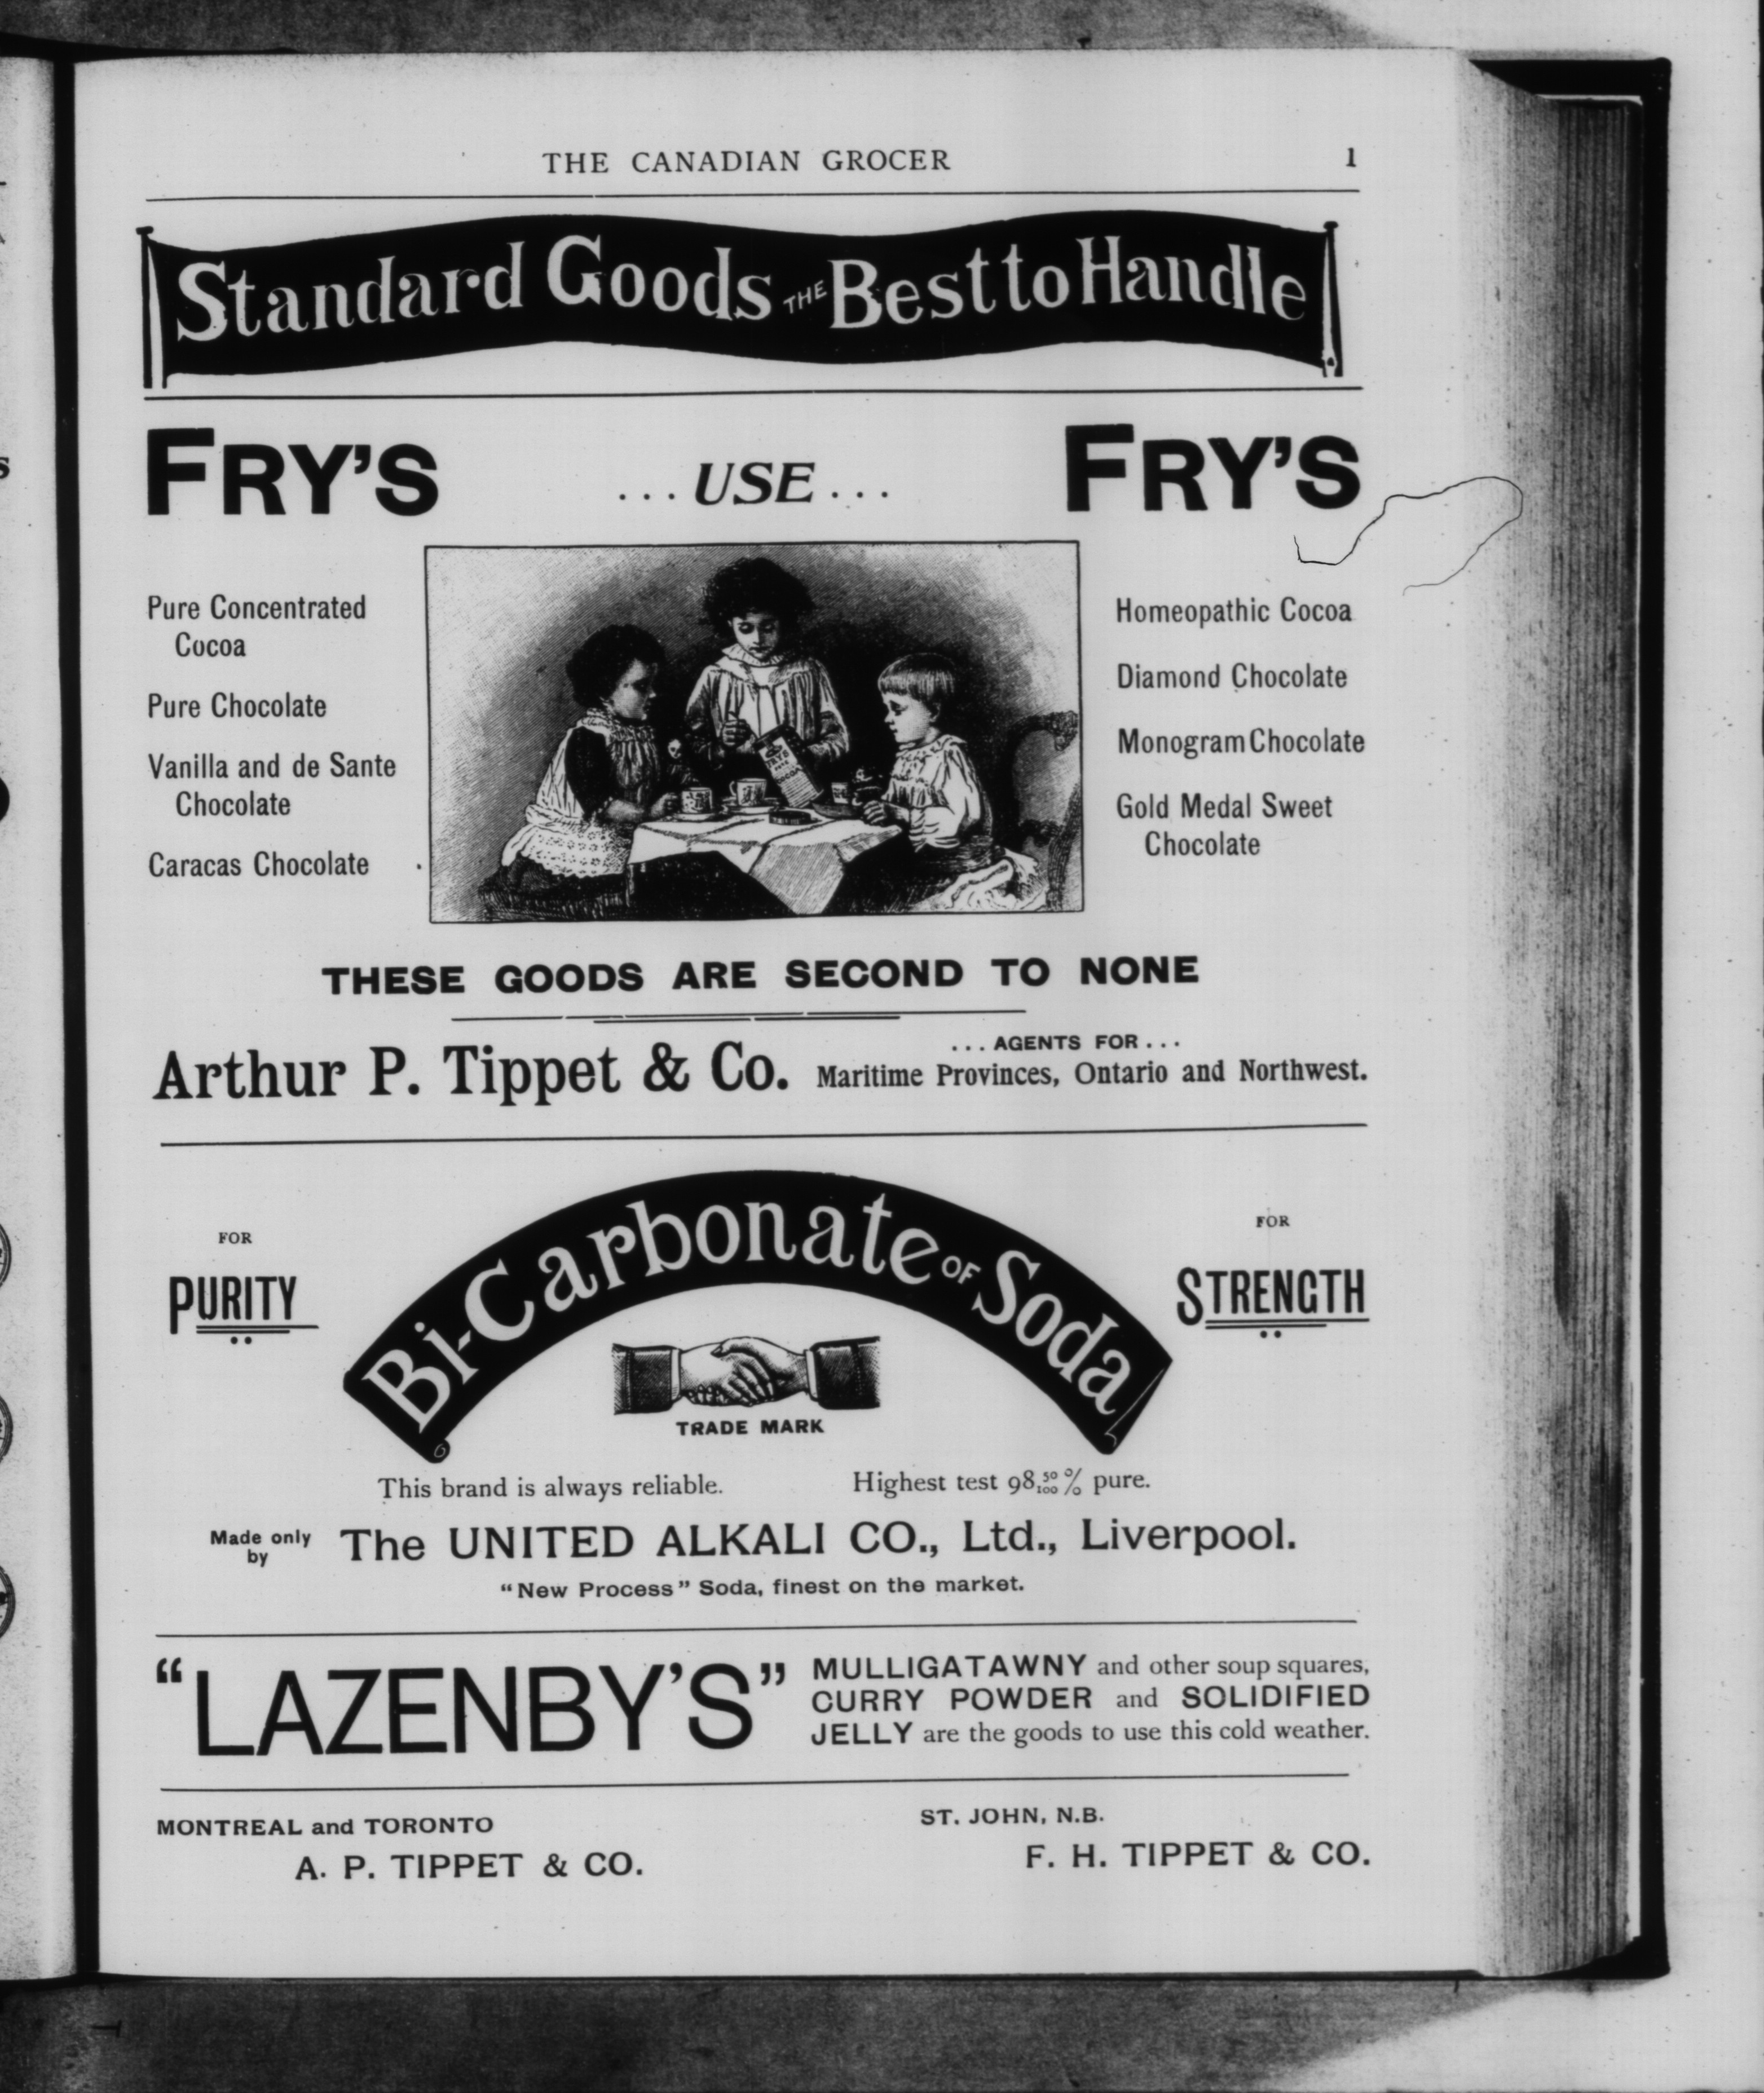 THE CANADIAN GROCER 1
Standard Goods THE Best to Handle
FRY'S ...USE... FRY'S
Pure Concentrated
Cocoa
Pure Chocolate
Vanilla and de Sante
Chocolate
Caracas Chocolate
FRY'S
PURE
COCOA
Homeopathic Cocoa
Diamond Chocolate
Monogram Chocolate
Gold Medal Sweet
Chocolate
THESE GOODS ARE SECOND TO NONE
Arthur P. Tippet & Co.
... AGENTS FOR ...
Maritime Provinces, Ontario and Northwest.
FOR
PURITY
Bi-Carbonate OF Soda
TRADE MARK
FOR
STRENGTH
This brand is always reliable. Highest test 98 50/100 % pure.
Made only
by
The UNITED ALKALI CO., Ltd., Liverpool.
"New Process" Soda, finest on the market.
"LAZENBY'S"
MULLIGATAWNY and other soup squares,
CURRY POWDER and SOLIDIFIED
JELLY are the goods to use this cold weather.
MONTREAL and TORONTO
A. P. TIPPET & CO.
ST. JOHN, N.B.
F. H. TIPPET & CO.